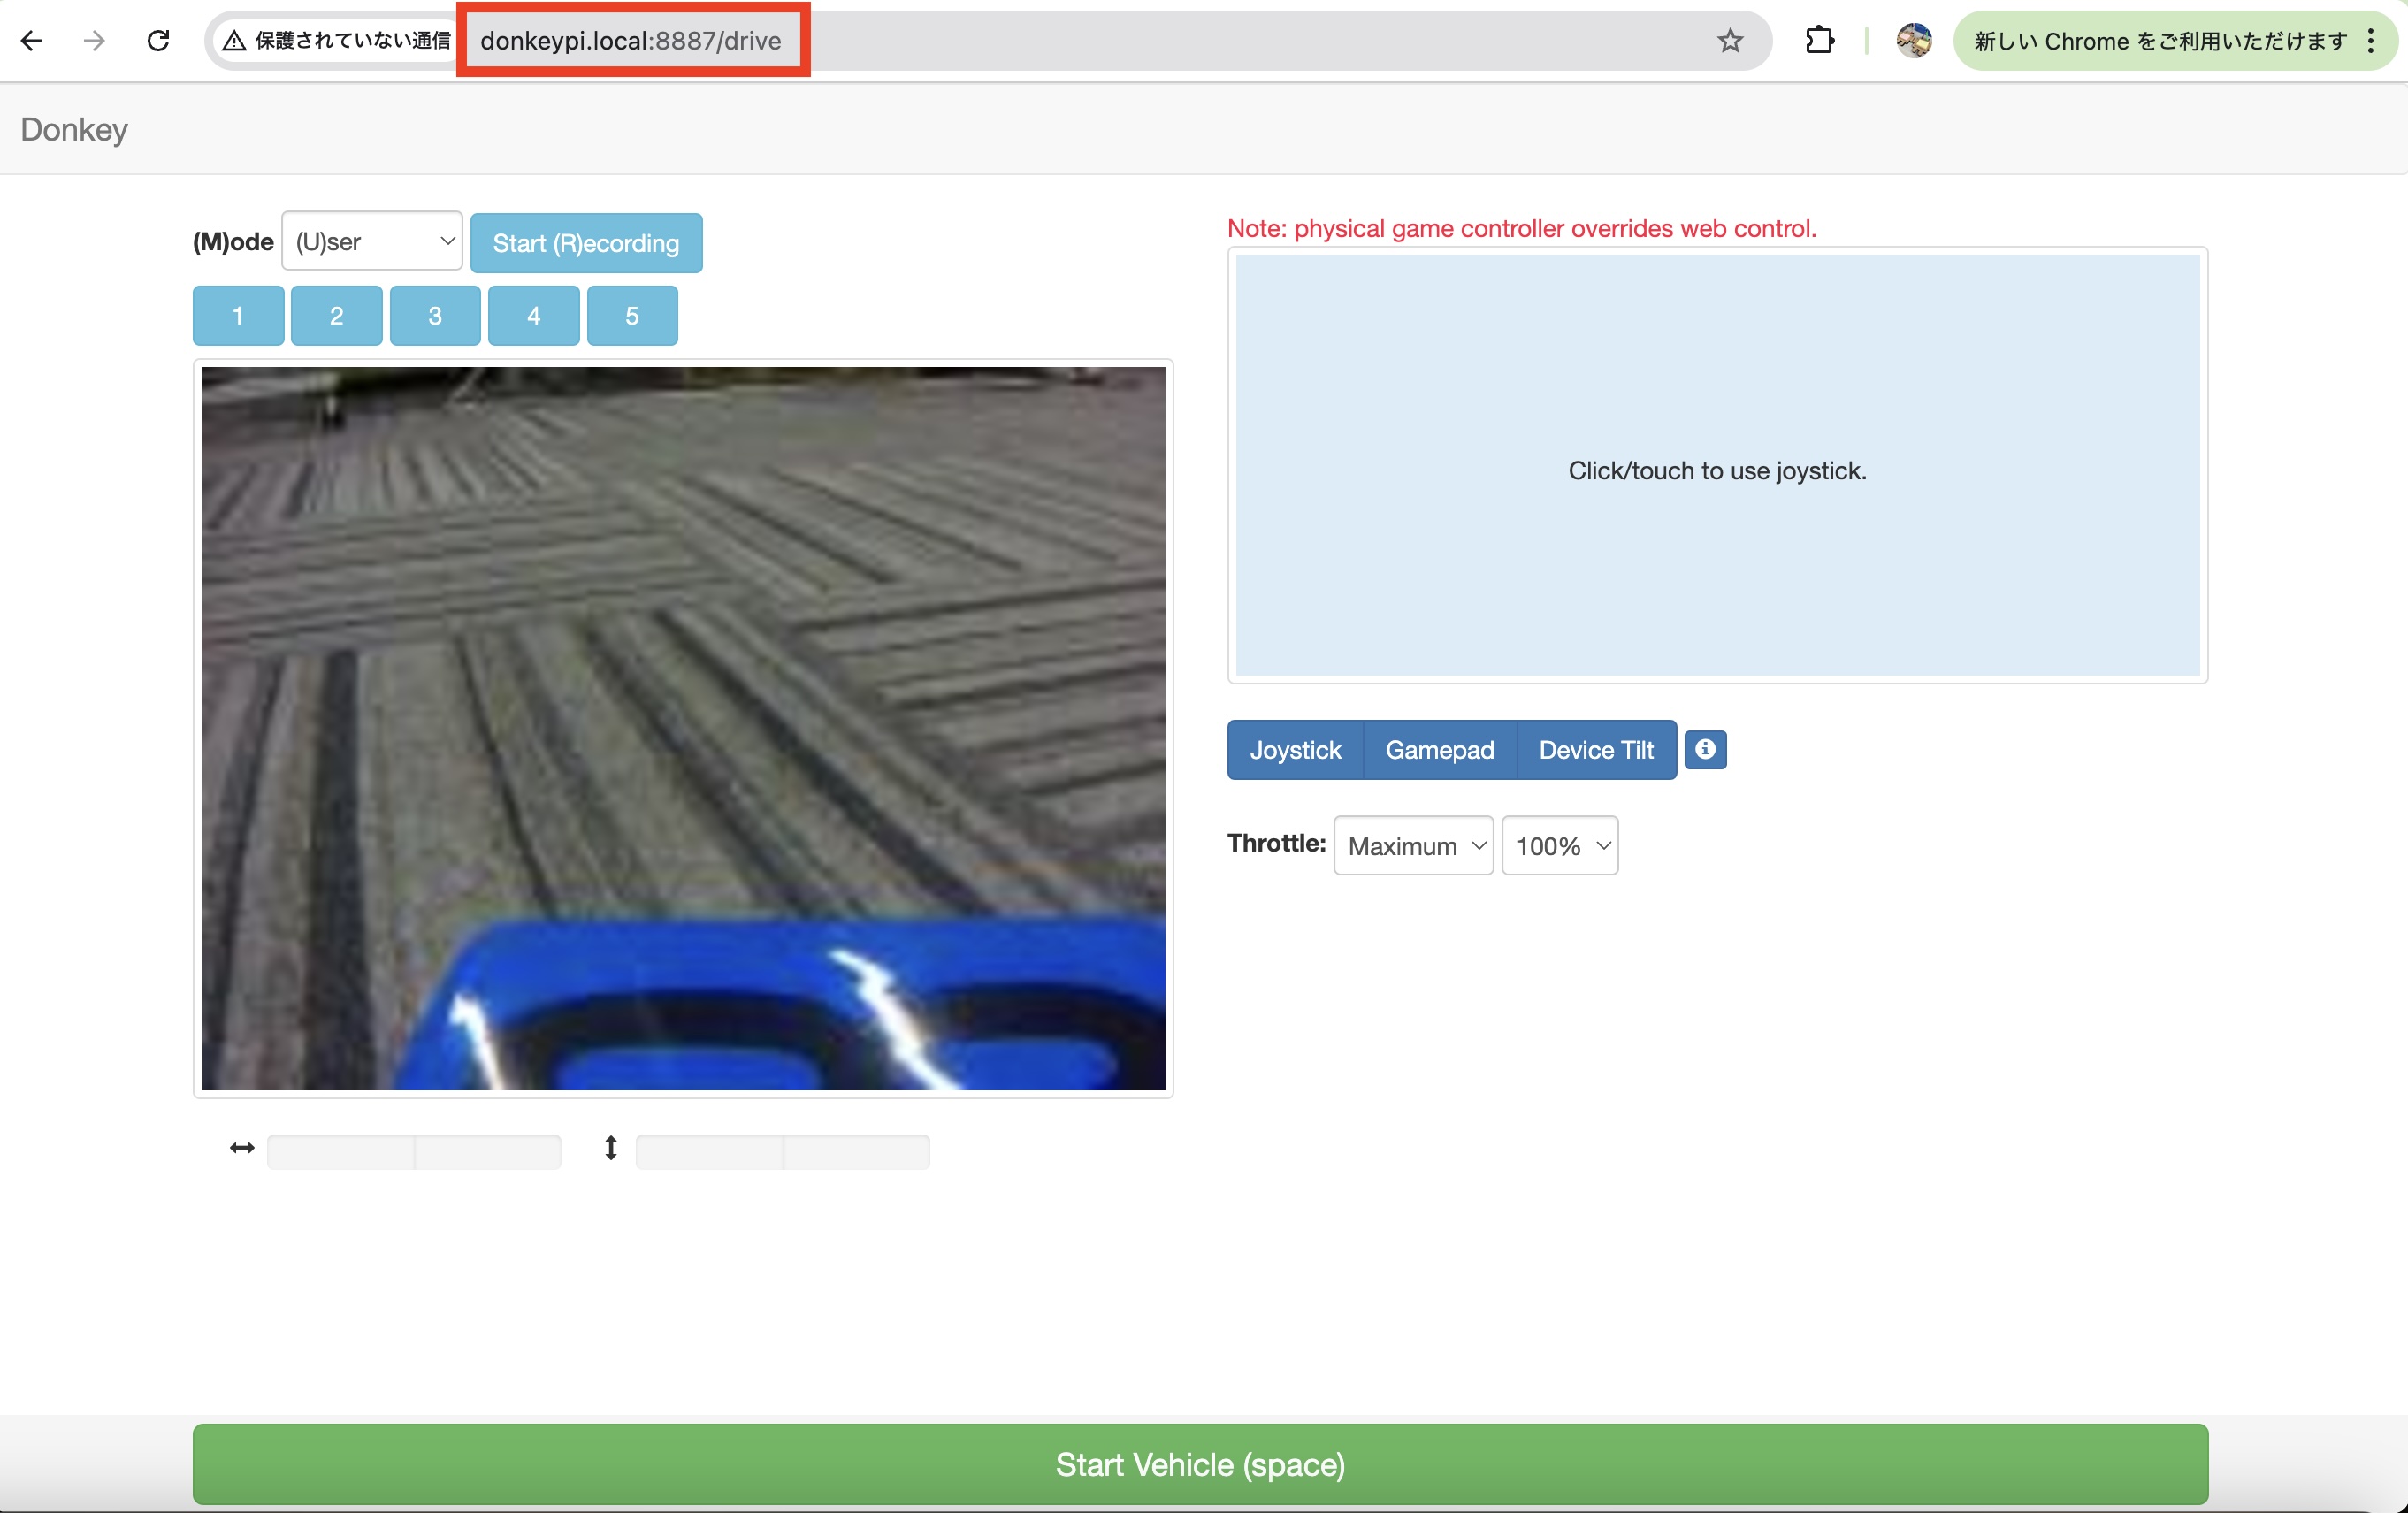 保護されていない通信 donkeypi.local:8887/drive 新しい Chrome をご利用いただけます
Donkey
(M)ode (U)ser Start (R)ecording
1 2 3 4 5
Note: physical game controller overrides web control.
Click/touch to use joystick.
Joystick Gamepad Device Tilt
Throttle: Maximum 100%
Start Vehicle (space)